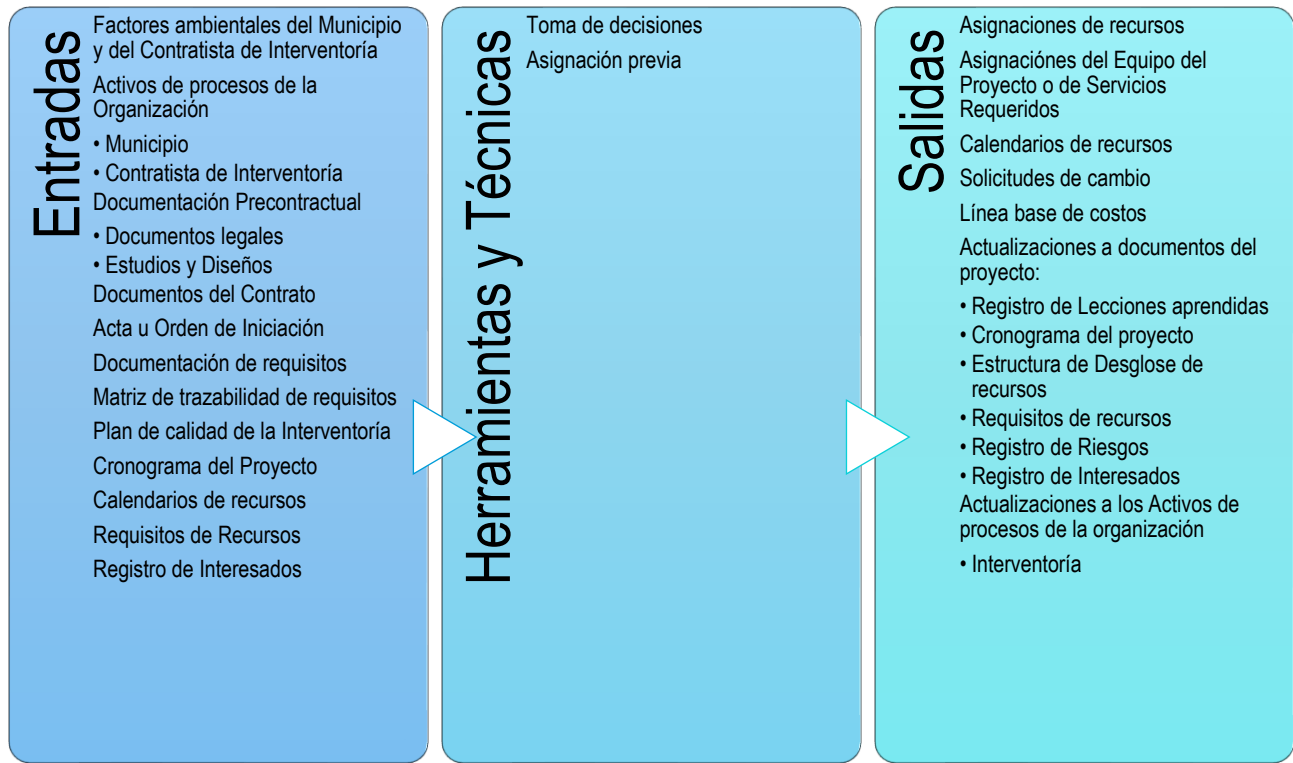 Entradas
Factores ambientales del Municipio
y del Contratista de Interventoría
Activos de procesos de la
Organización
• Municipio
• Contratista de Interventoría
Documentación Precontractual
• Documentos legales
• Estudios y Diseños
Documentos del Contrato
Acta u Orden de Iniciación
Documentación de requisitos
Matriz de trazabilidad de requisitos
Plan de calidad de la Interventoría
Cronograma del Proyecto
Calendarios de recursos
Requisitos de Recursos
Registro de Interesados
Herramientas y Técnicas
Toma de decisiones
Asignación previa
Salidas
Asignaciones de recursos
Asignaciónes del Equipo del
Proyecto o de Servicios
Requeridos
Calendarios de recursos
Solicitudes de cambio
Línea base de costos
Actualizaciones a documentos del
proyecto:
• Registro de Lecciones aprendidas
• Cronograma del proyecto
• Estructura de Desglose de
recursos
• Requisitos de recursos
• Registro de Riesgos
• Registro de Interesados
Actualizaciones a los Activos de
procesos de la organización
• Interventoría